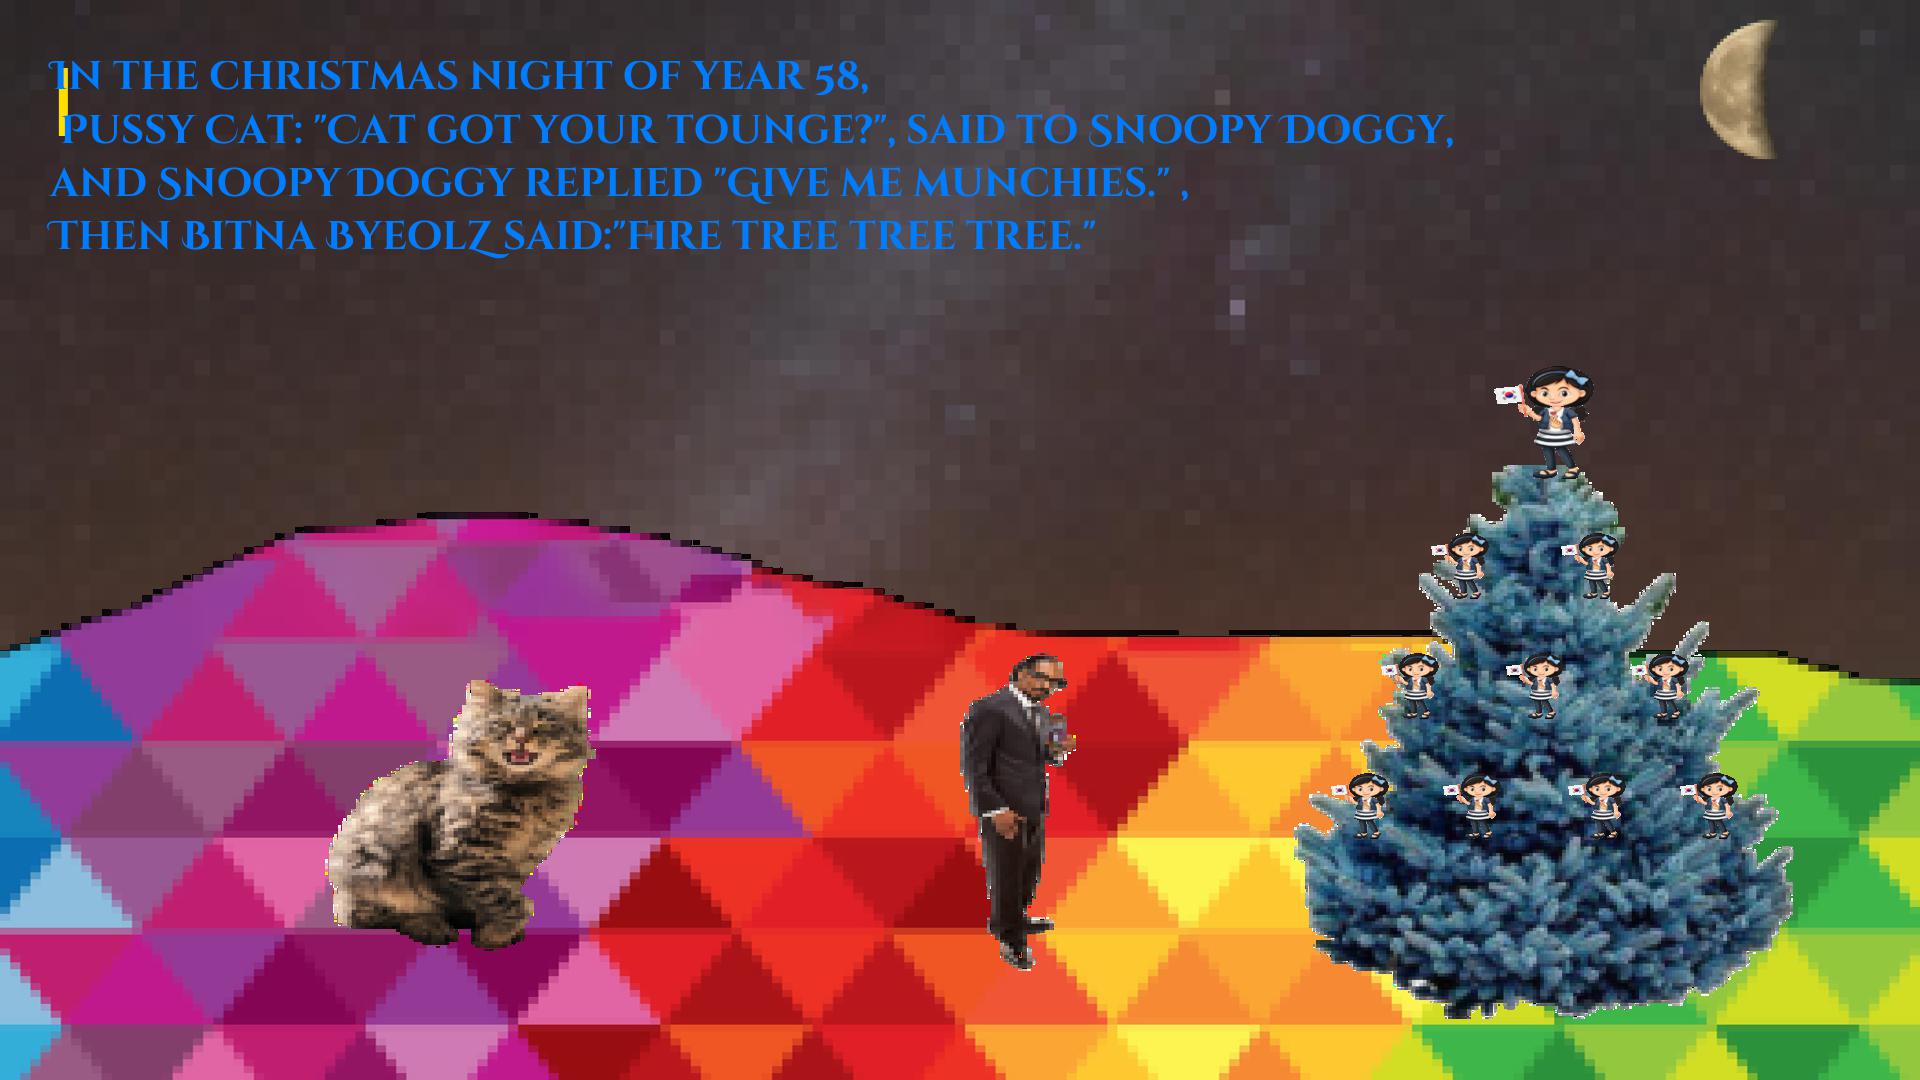 In the Christmas night of year 58,
Pussy Cat: "Cat got your tounge?", said to Snoopy Doggy,
and Snoopy Doggy replied "Give me munchies." ,
Then Bitna ByeolZ said:"Fire tree tree tree."